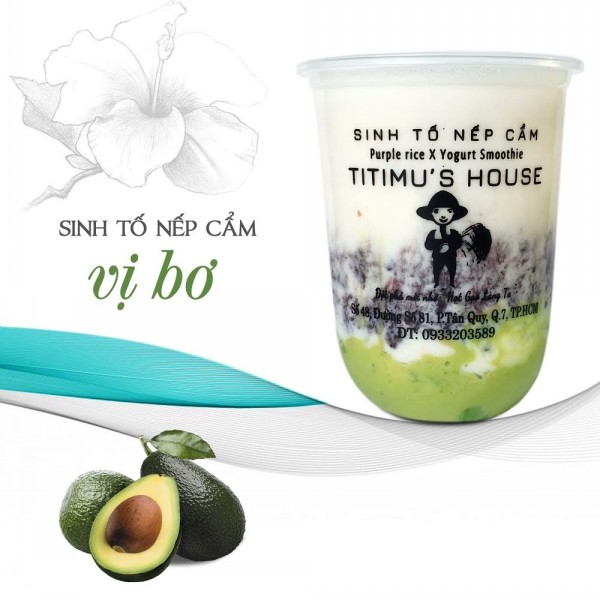 SINH TỐ NẾP CẨM
vị bơ
SINH TỐ NẾP CẨM
Purple rice X Yogurt Smoothie
TITIMU'S HOUSE
Số 48, Đường Số 81, P.Tân Quy, Q.7, TP.HCM
ĐT: 0933203589